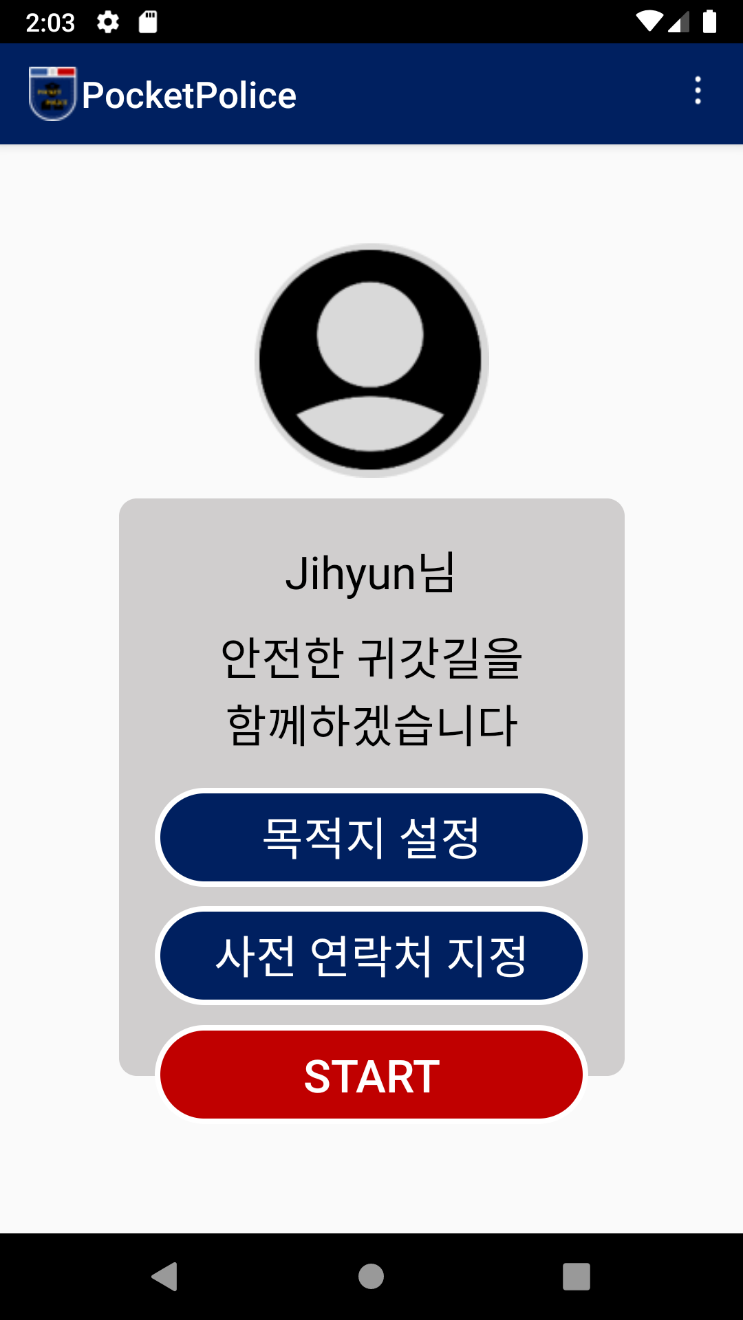 2:03
PocketPolice
Jihyun님
안전한 귀갓길을
함께하겠습니다
목적지 설정
사전 연락처 지정
START